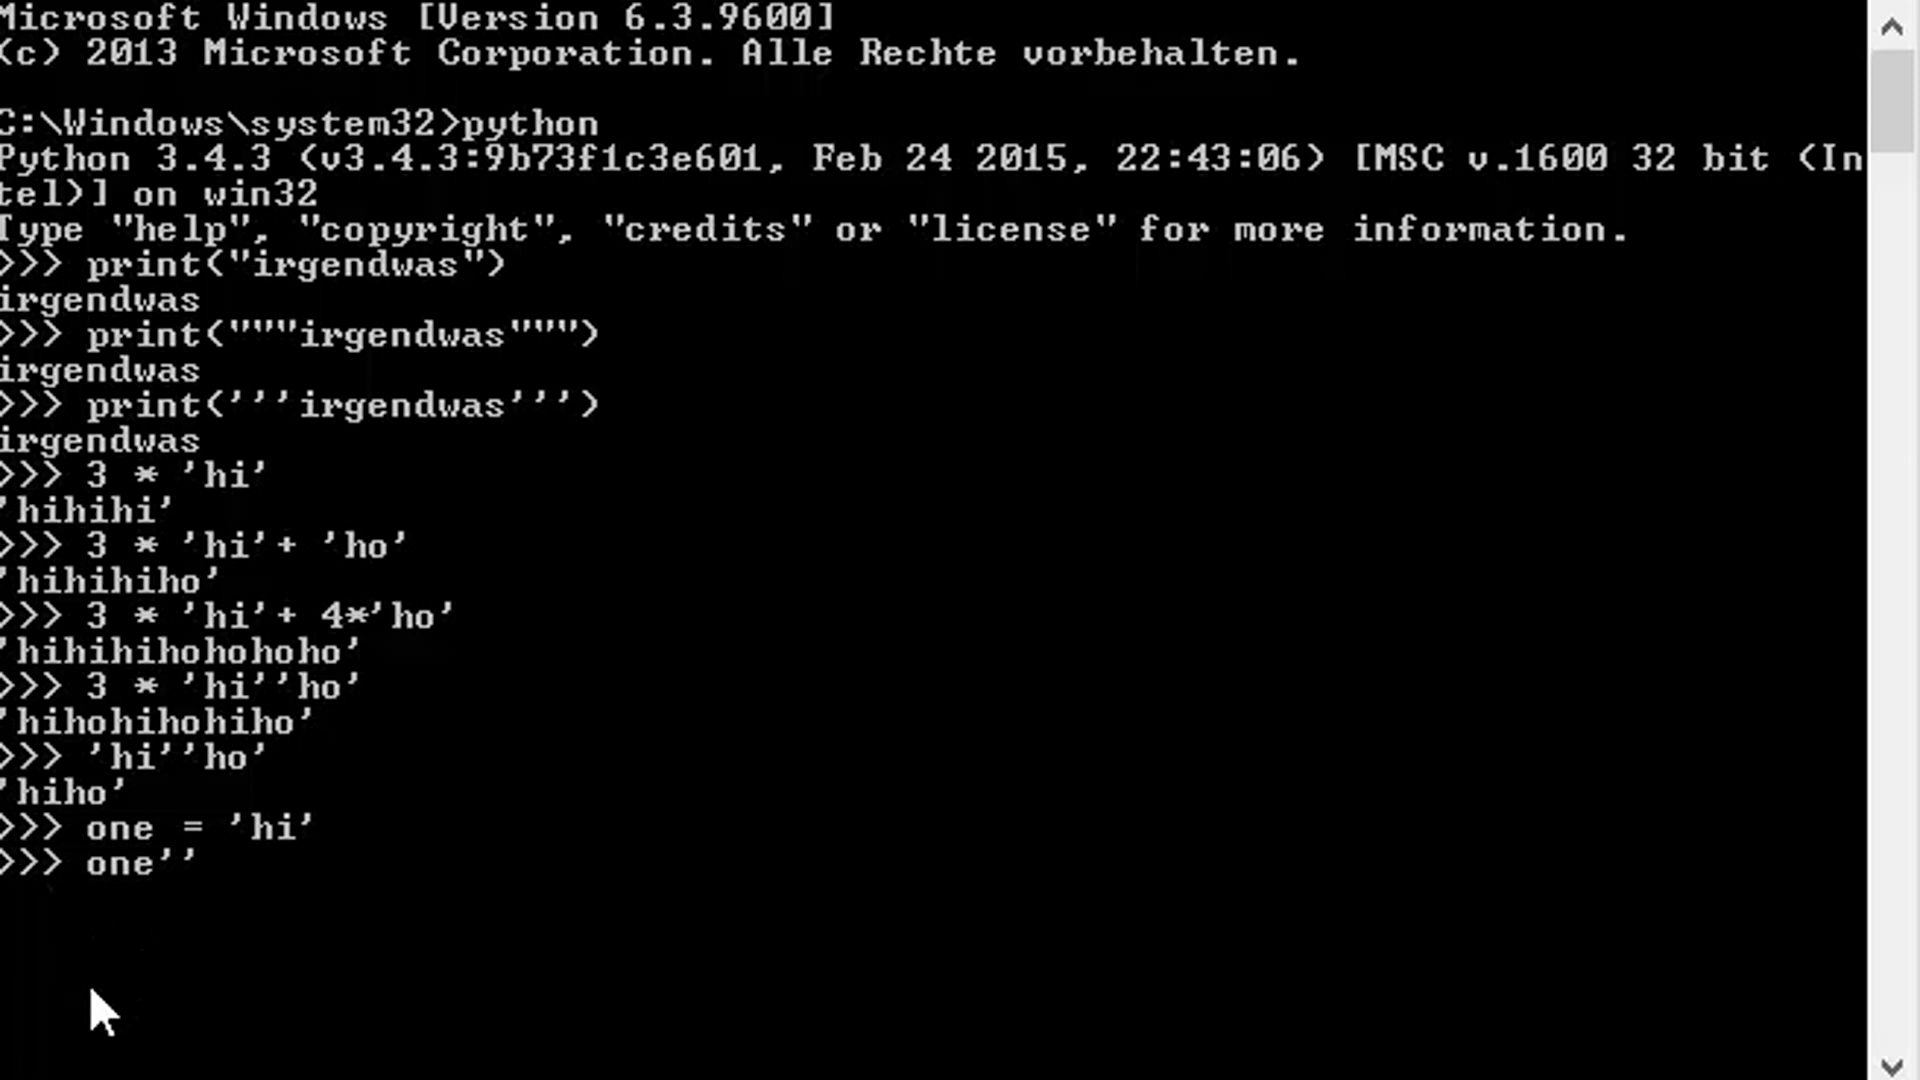 Microsoft Windows [Version 6.3.9600]
(c) 2013 Microsoft Corporation. Alle Rechte vorbehalten.
C:\Windows\system32>python
Python 3.4.3 (v3.4.3:9b73f1c3e601, Feb 24 2015, 22:43:06) [MSC v.1600 32 bit (In
tel)] on win32
Type "help", "copyright", "credits" or "license" for more information.
>>> print("irgendwas")
irgendwas
>>> print("""irgendwas""")
irgendwas
>>> print('''irgendwas''')
irgendwas
>>> 3 * 'hi'
'hihihi'
>>> 3 * 'hi'+ 'ho'
'hihihiho'
>>> 3 * 'hi'+ 4*'ho'
'hihihihohohoho'
>>> 3 * 'hi''ho'
'hihohihohiho'
>>> 'hi''ho'
'hiho'
>>> one = 'hi'
>>> one''